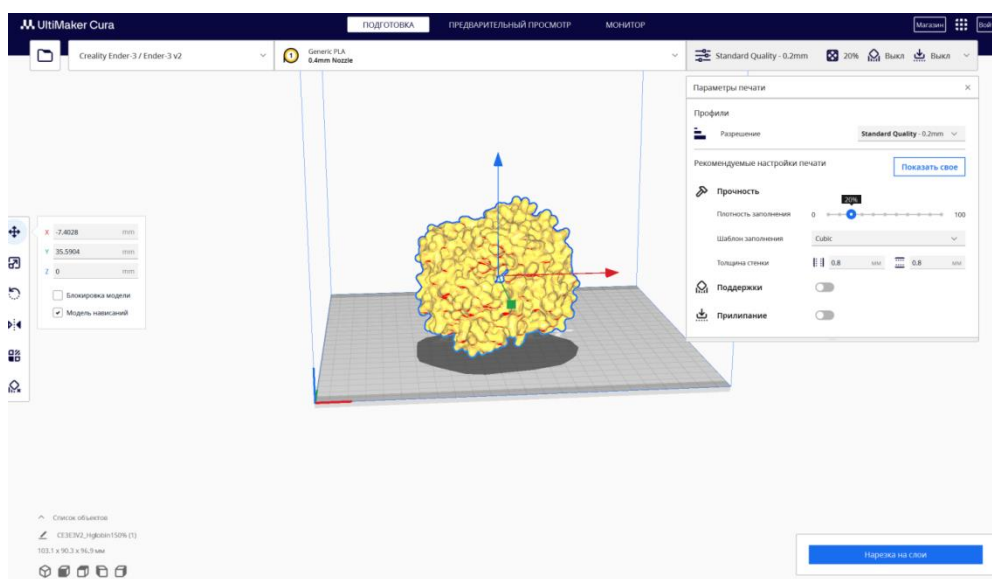 UltiMaker Cura
ПОДГОТОВКА
ПРЕДВАРИТЕЛЬНЫЙ ПРОСМОТР
МОНИТОР
Магазин
Creality Ender-3 / Ender-3 v2
1
Generic PLA
0.4mm Nozzle
Standard Quality - 0.2mm
20%
Выкл
Выкл
Параметры печати
Профили
Разрешение
Standard Quality - 0.2mm
Рекомендуемые настройки печати
Показать свое
Прочность
20%
Плотность заполнения
0
100
Шаблон заполнения
Cubic
Толщина стенки
0.8 мм
0.8 мм
Поддержки
Прилипание
X -7.4028 mm
Y 35.5904 mm
Z 0 mm
Блокировка модели
Модель нависаний
Список объектов
CE3E3V2_Hglobin150% (1)
103.1 x 90.3 x 96.9 мм
Нарезка на слои